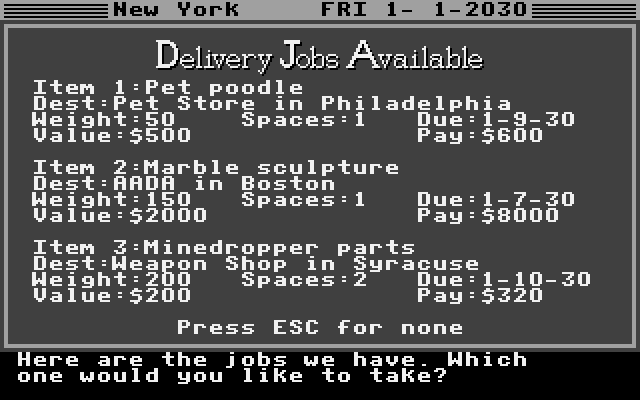 New York FRI 1- 1-2030
Delivery Jobs Available
Item 1:Pet poodle
Dest:Pet Store in Philadelphia
Weight:50 Spaces:1 Due:1-9-30
Value:$500 Pay:$600
Item 2:Marble sculpture
Dest:AADA in Boston
Weight:150 Spaces:1 Due:1-7-30
Value:$2000 Pay:$8000
Item 3:Minedropper parts
Dest:Weapon Shop in Syracuse
Weight:200 Spaces:2 Due:1-10-30
Value:$200 Pay:$320
Press ESC for none
Here are the jobs we have. Which
one would you like to take?